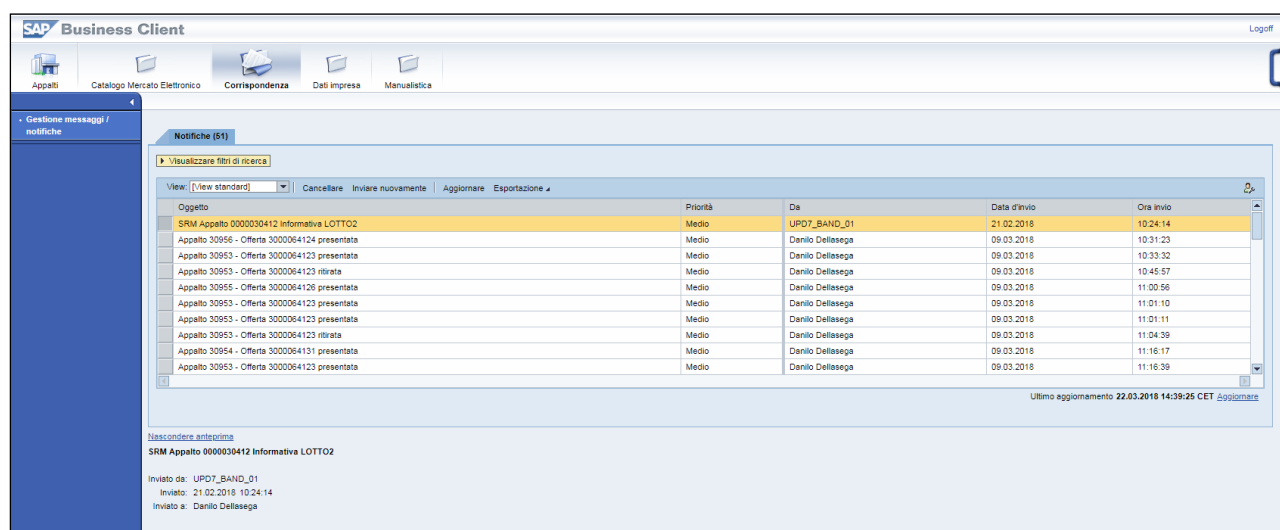 SAP Business Client
Logoff
Appalti Catalogo Mercato Elettronico Corrispondenza Dati impresa Manualistica
Gestione messaggi /
notifiche
Notifiche (51)
Visualizzare filtri di ricerca
View: [View standard] Cancellare Inviare nuovamente Aggiornare Esportazione
Oggetto Priorità Da Data d'invio Ora invio
SRM Appalto 0000030412 Informativa LOTTO2 Medio UPD7_BAND_01 21.02.2018 10:24:14
Appalto 30956 - Offerta 3000064124 presentata Medio Danilo Dellasega 09.03.2018 10:31:23
Appalto 30953 - Offerta 3000064123 presentata Medio Danilo Dellasega 09.03.2018 10:33:32
Appalto 30953 - Offerta 3000064123 ritirata Medio Danilo Dellasega 09.03.2018 10:45:57
Appalto 30955 - Offerta 3000064126 presentata Medio Danilo Dellasega 09.03.2018 11:00:56
Appalto 30953 - Offerta 3000064123 presentata Medio Danilo Dellasega 09.03.2018 11:01:10
Appalto 30953 - Offerta 3000064123 presentata Medio Danilo Dellasega 09.03.2018 11:01:11
Appalto 30953 - Offerta 3000064123 ritirata Medio Danilo Dellasega 09.03.2018 11:04:39
Appalto 30954 - Offerta 3000064131 presentata Medio Danilo Dellasega 09.03.2018 11:16:17
Appalto 30953 - Offerta 3000064123 presentata Medio Danilo Dellasega 09.03.2018 11:16:39
Ultimo aggiornamento 22.03.2018 14:39:25 CET Aggiornare
Nascondere anteprima
SRM Appalto 0000030412 Informativa LOTTO2
Inviato da: UPD7_BAND_01
Inviato: 21.02.2018 10:24:14
Inviato a: Danilo Dellasega